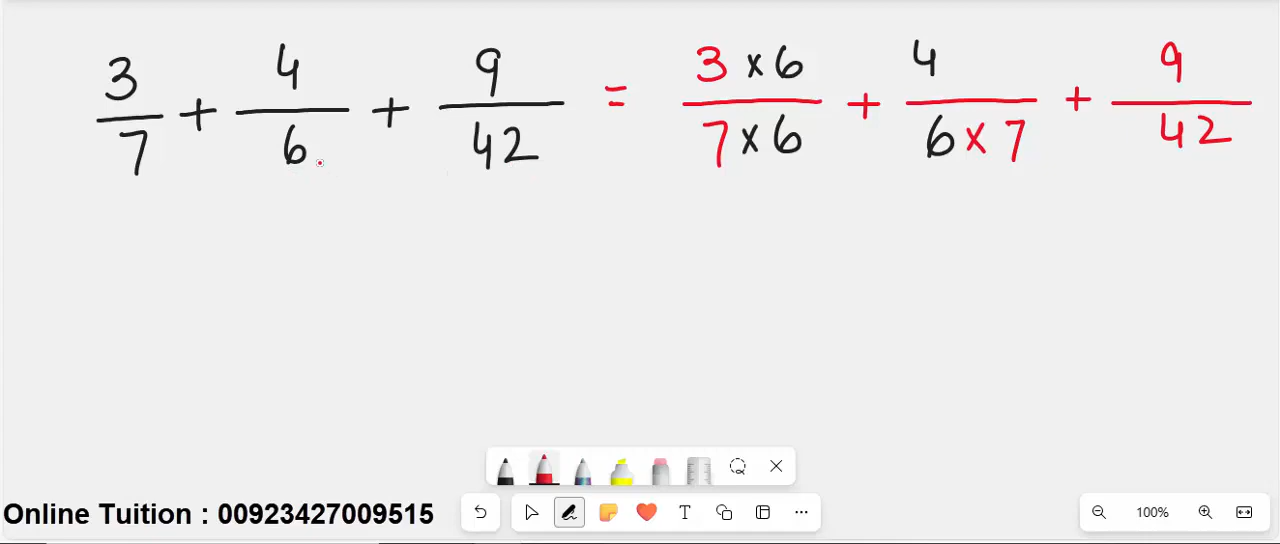 3/7 + 4/6 + 9/42 = 3 × 6/7 × 6 + 4/6 × 7 + 9/42
T
100%
Online Tuition : 00923427009515